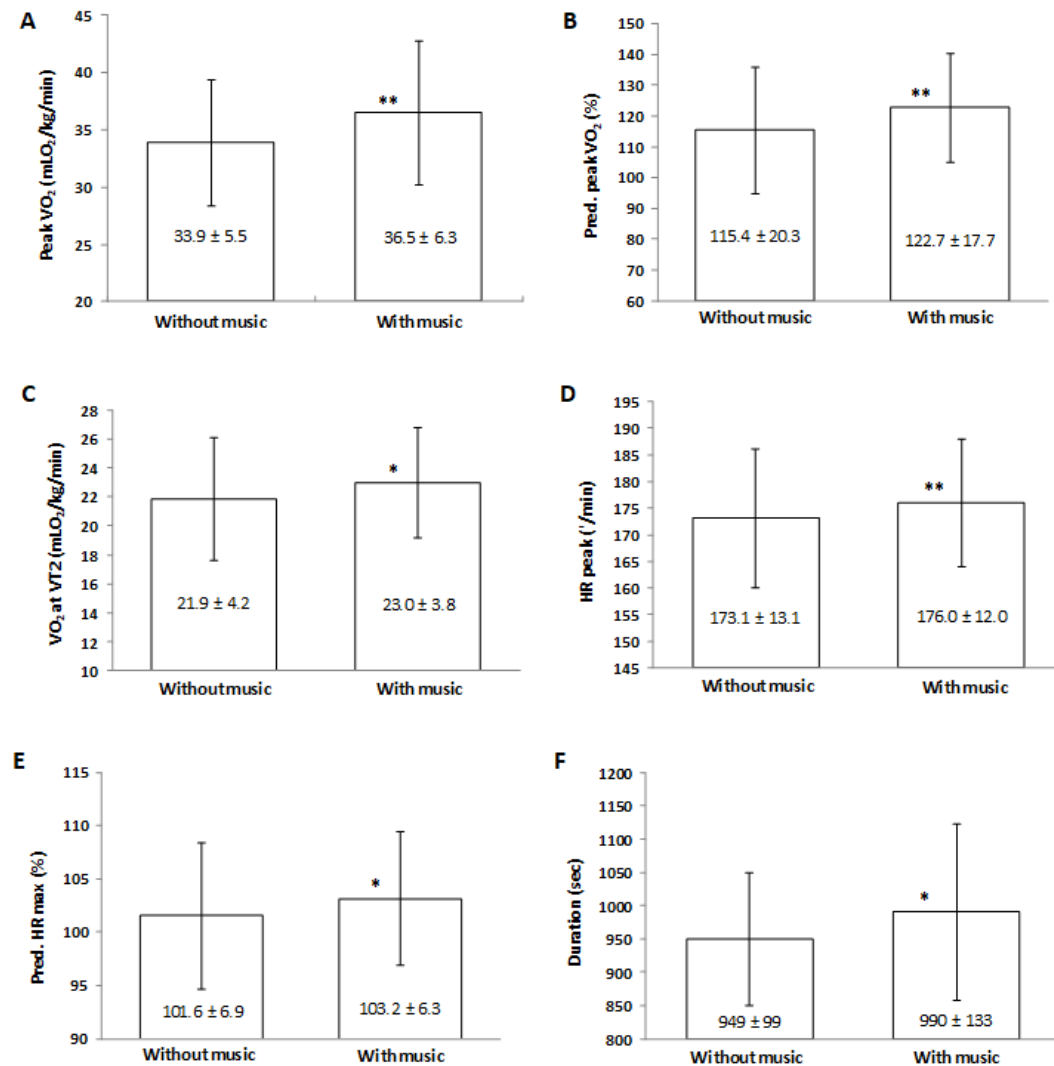 A
Peak VO₂ (mLO₂/kg/min)
45
40
35
30
25
20
**
33.9 ± 5.5
36.5 ± 6.3
Without music
With music
B
Pred. peak VO₂ (%)
150
140
130
120
110
100
90
80
70
60
**
115.4 ± 20.3
122.7 ± 17.7
Without music
With music
C
VO₂ at VT2 (mLO₂/kg/min)
28
26
24
22
20
18
16
14
12
10
*
21.9 ± 4.2
23.0 ± 3.8
Without music
With music
D
HR peak ('/min)
195
190
185
180
175
170
165
160
155
150
145
**
173.1 ± 13.1
176.0 ± 12.0
Without music
With music
E
Pred. HR max (%)
115
110
105
100
95
90
*
101.6 ± 6.9
103.2 ± 6.3
Without music
With music
F
Duration (sec)
1200
1150
1100
1050
1000
950
900
850
800
*
949 ± 99
990 ± 133
Without music
With music